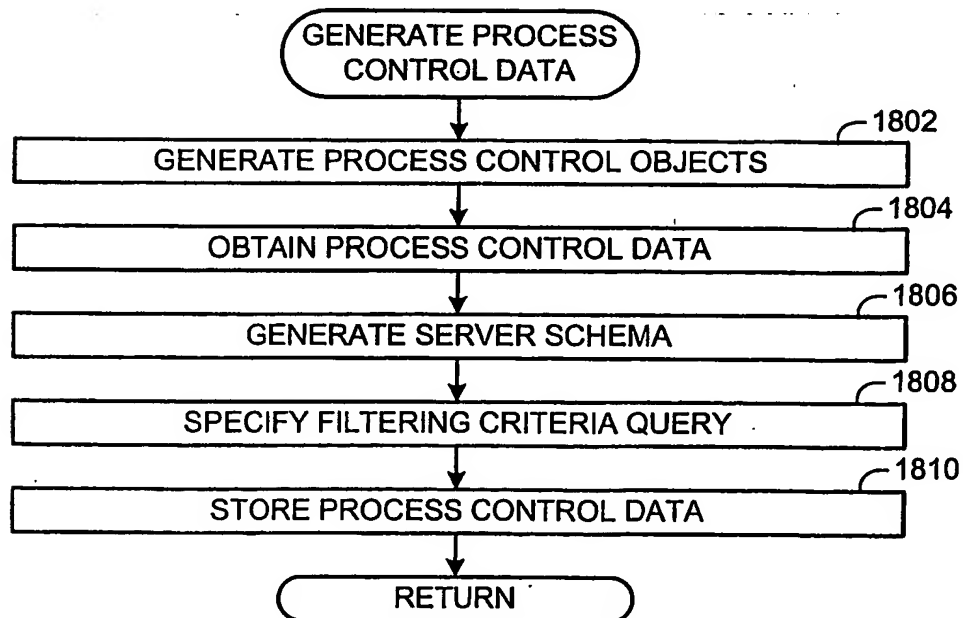 GENERATE PROCESS
CONTROL DATA
1802
GENERATE PROCESS CONTROL OBJECTS
1804
OBTAIN PROCESS CONTROL DATA
1806
GENERATE SERVER SCHEMA
1808
SPECIFY FILTERING CRITERIA QUERY
1810
STORE PROCESS CONTROL DATA
RETURN